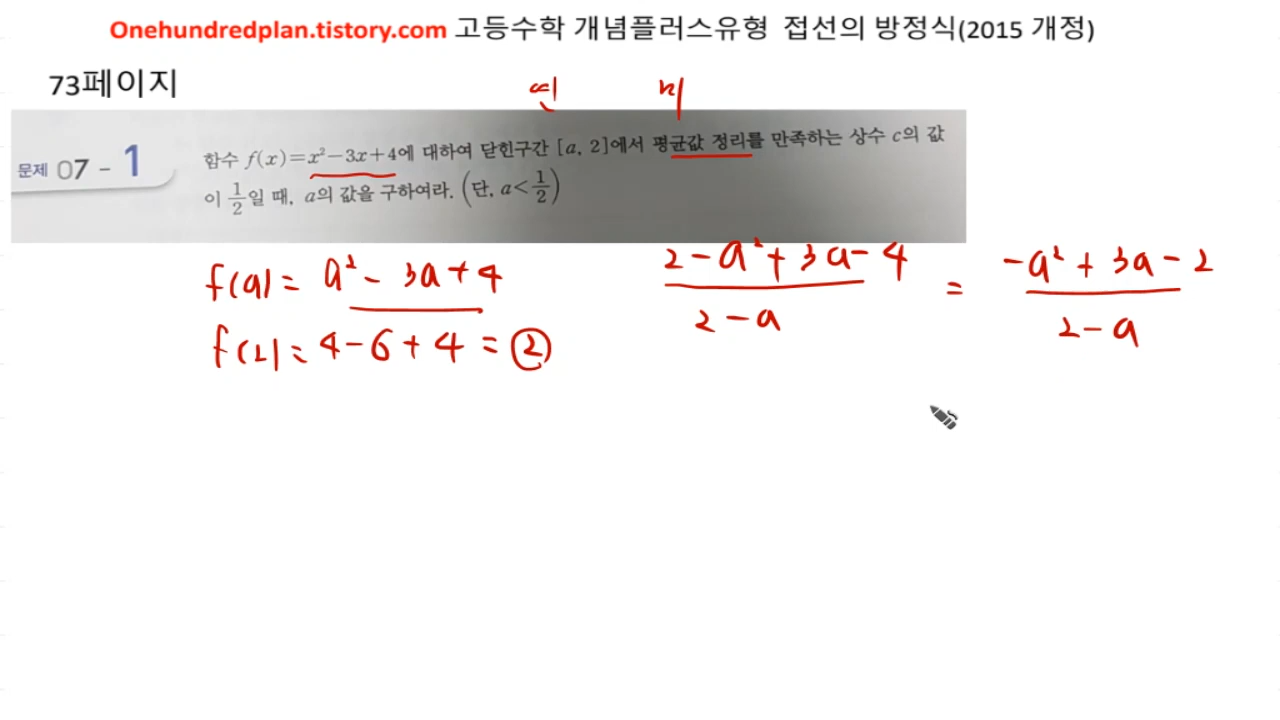 Onehundredplan.tistory.com 고등수학 개념플러스유형 접선의 방정식(2015 개정)
73페이지
연 미
문제 07 - 1
함수 f(x)=x²-3x+4에 대하여 닫힌구간 [a, 2]에서 평균값 정리를 만족하는 상수 c의 값
이 1/2일 때, a의 값을 구하여라. (단, a<1/2)
f(a) = a² - 3a + 4
f(2) = 4 - 6 + 4 = ②
(2 - a² + 3a - 4)/(2 - a) = (-a² + 3a - 2)/(2 - a)